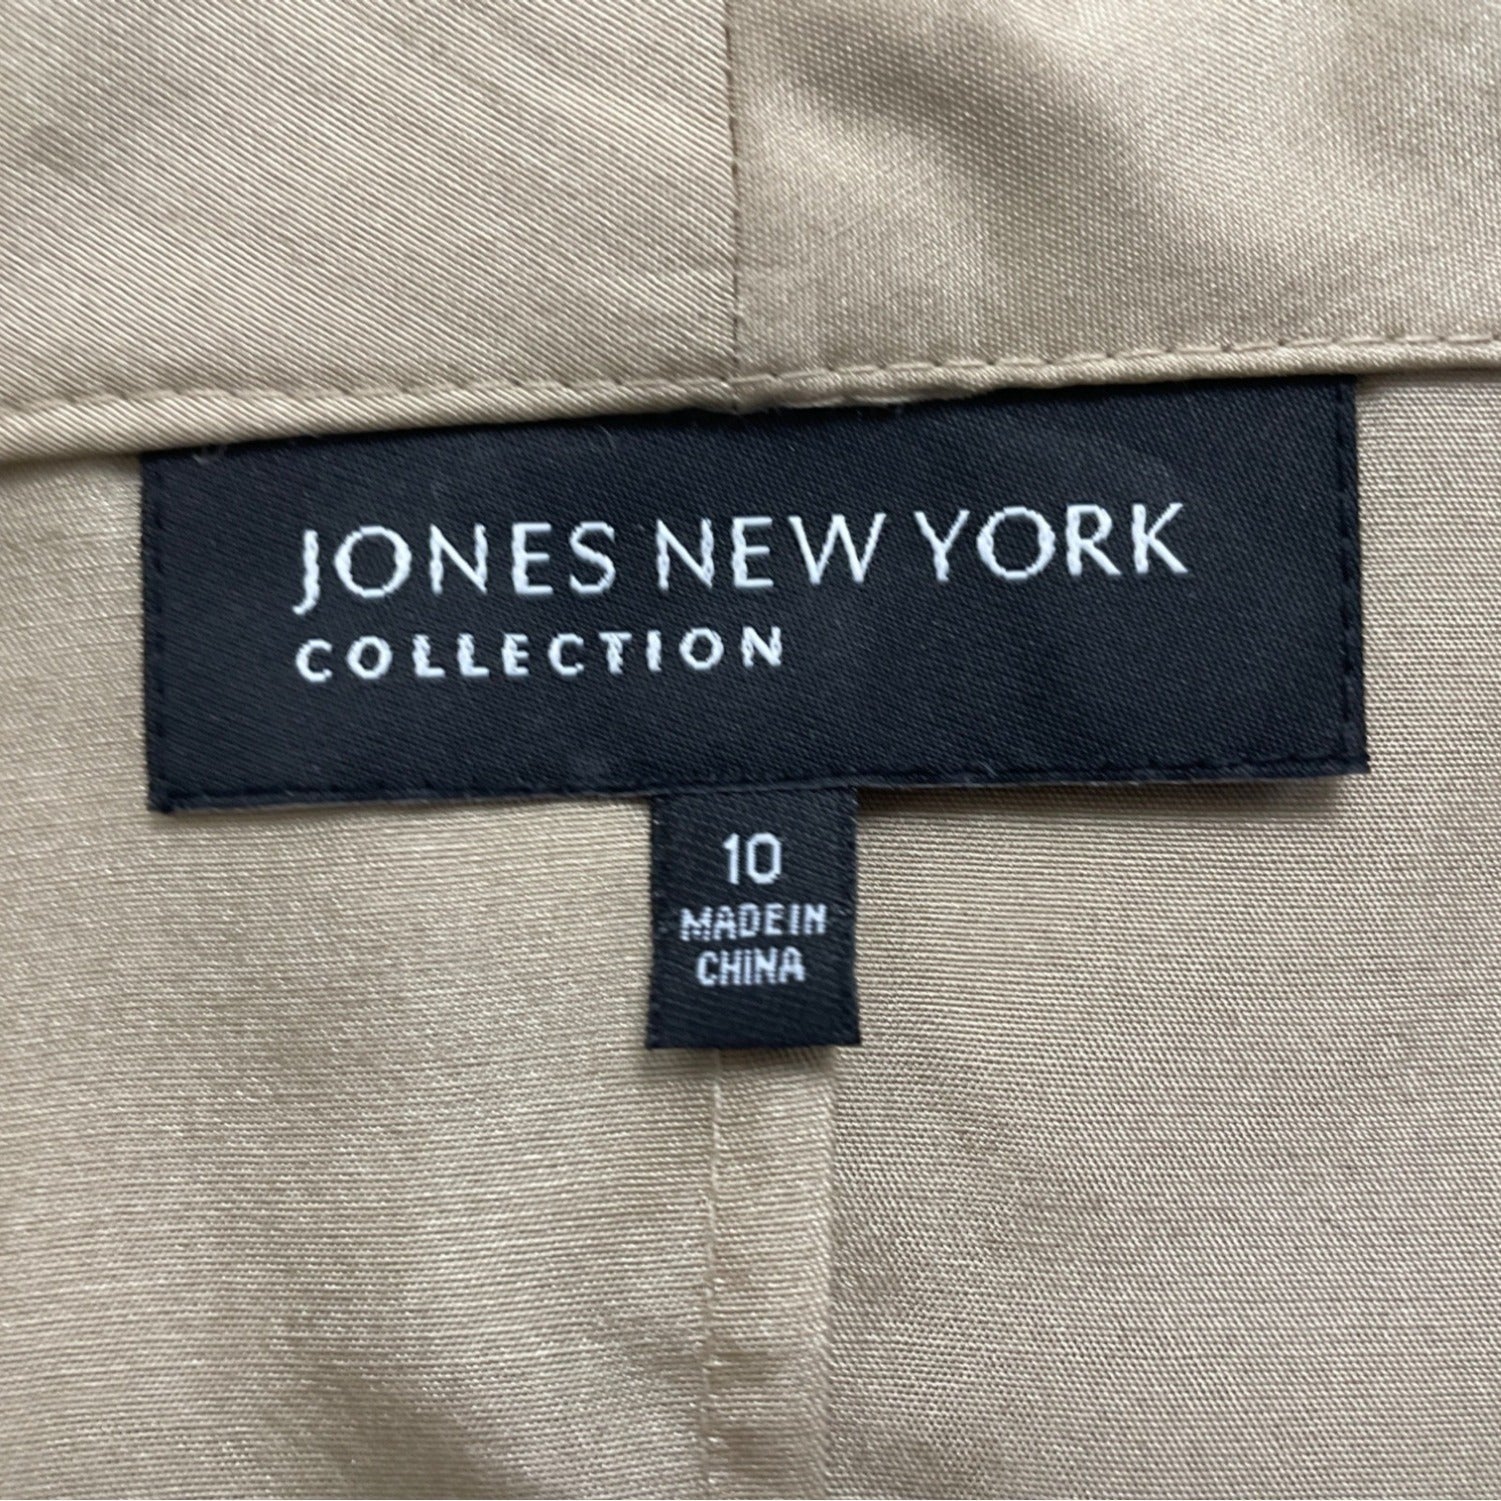 JONES NEW YORK
COLLECTION
10
MADE IN
CHINA